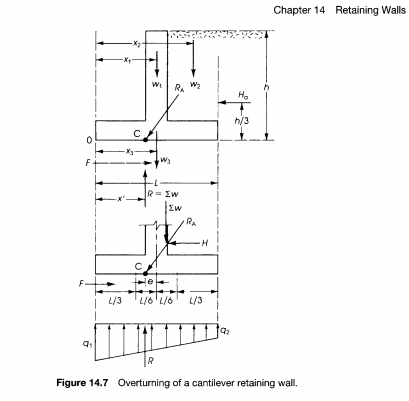 Chapter 14 Retaining Walls
x₂
x₁
w₁
w₂
Rₐ
Hₐ
h
h/3
C
0
x₃
F
w₃
L
x'
R = Σw
Σw
Rₐ
H
C
e
F
L/3 L/6 L/6 L/3
q₁
q₂
R
Figure 14.7 Overturning of a cantilever retaining wall.